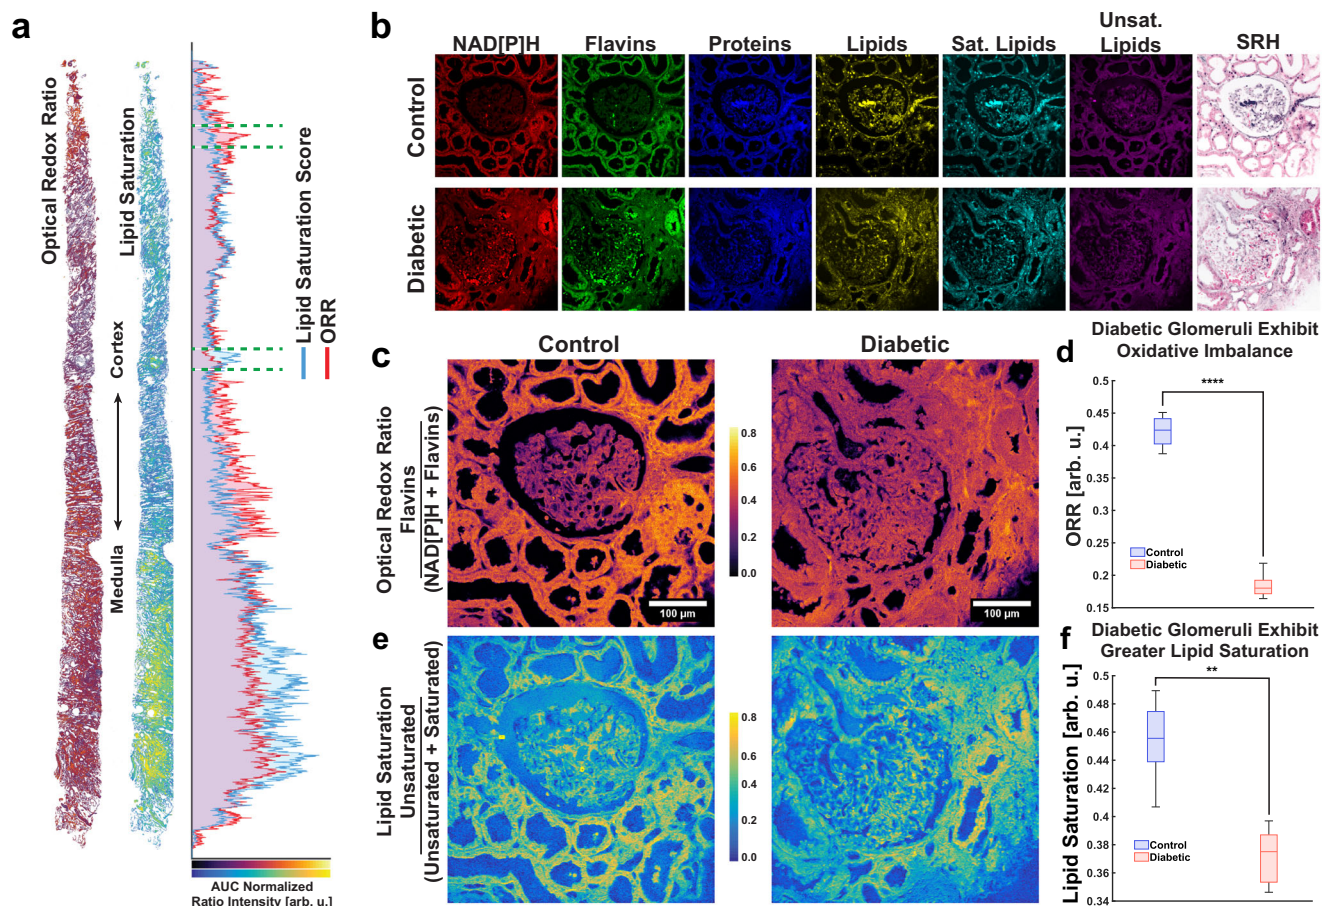 a
Optical Redox Ratio
Lipid Saturation
Cortex
Medulla
Lipid Saturation Score
ORR
AUC Normalized
Ratio Intensity [arb. u.]
b
NAD[P]H
Flavins
Proteins
Lipids
Sat. Lipids
Unsat.
Lipids
SRH
Control
Diabetic
c
Control
Diabetic
Optical Redox Ratio
Flavins
(NAD[P]H + Flavins)
0.8
0.6
0.4
0.2
0.0
100 µm
100 µm
d
Diabetic Glomeruli Exhibit
Oxidative Imbalance
ORR [arb. u.]
0.5
0.45
0.4
0.35
0.3
0.25
0.2
0.15
****
Control
Diabetic
e
Lipid Saturation
Unsaturated
(Unsaturated + Saturated)
0.8
0.6
0.4
0.2
0.0
f
Diabetic Glomeruli Exhibit
Greater Lipid Saturation
Lipid Saturation [arb. u.]
0.5
0.48
0.46
0.44
0.42
0.4
0.38
0.36
0.34
**
Control
Diabetic